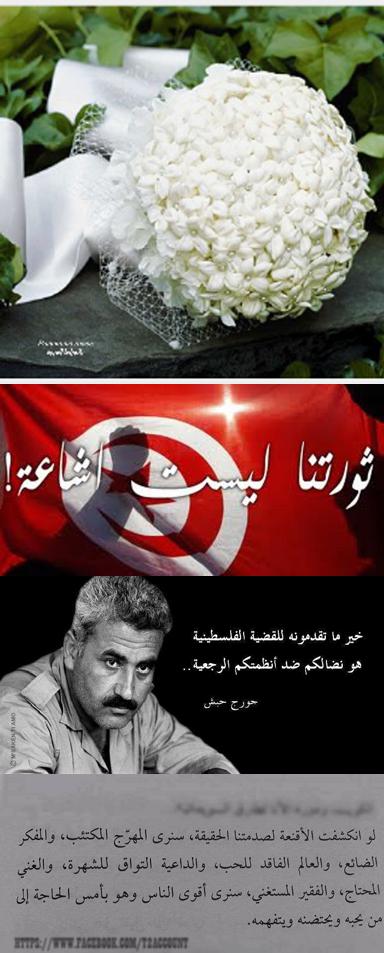 ثورتنا ليست اشاعة!
خير ما تقدمونه للقضية الفلسطينية
هو نضالكم ضد أنظمتكم الرجعية..
جورج حبش
لو انكشفت الأقنعة لصدمتنا الحقيقة، سنرى المهرّج المكتئب، والمفكر
الضائع، والعالم الفاقد للحب، والداعية التواق للشهرة، والغني
المحتاج، والفقير المستغني، سنرى أقوى الناس وهو بأمس الحاجة إلى
من يحبه ويحتضنه ويتفهمه.
HTTPS://WWW.FACEBOOK.COM/T2ACCOUNT